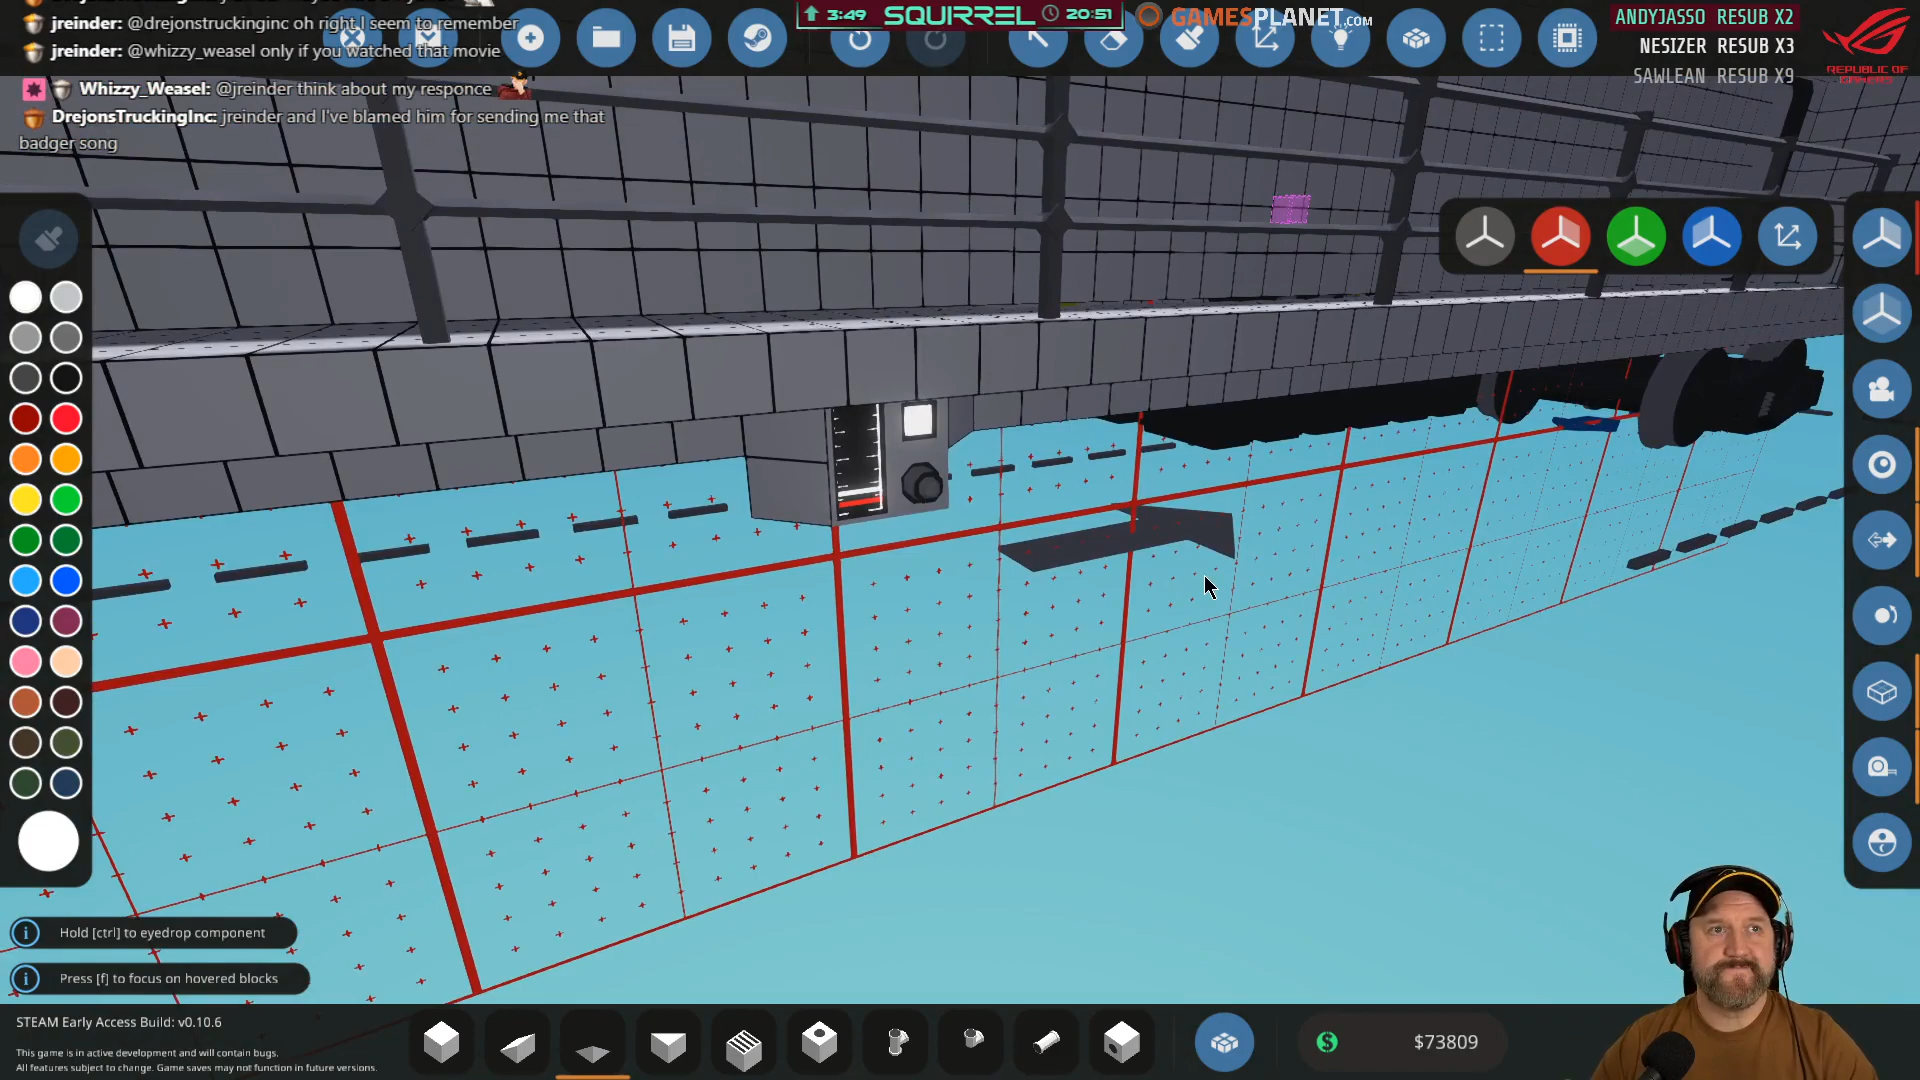 jreinder: @drejonstruckinginc oh right I seem to remember
jreinder: @whizzy_weasel only if you watched that movie
Whizzy_Weasel: @jreinder think about my responce
DrejonsTruckingInc: jreinder and I've blamed him for sending me that
badger song
3:49 SQUIRREL 20:51
GAMESPLANET.COM
ANDYJASSO RESUB X2
NESIZER RESUB X3
SAWLEAN RESUB X9
REPUBLIC OF
GAMERS
Hold [ctrl] to eyedrop component
Press [f] to focus on hovered blocks
STEAM Early Access Build: v0.10.6
This game is in active development and will contain bugs.
All features subject to change. Game saves may not function in future versions.
$ $73809